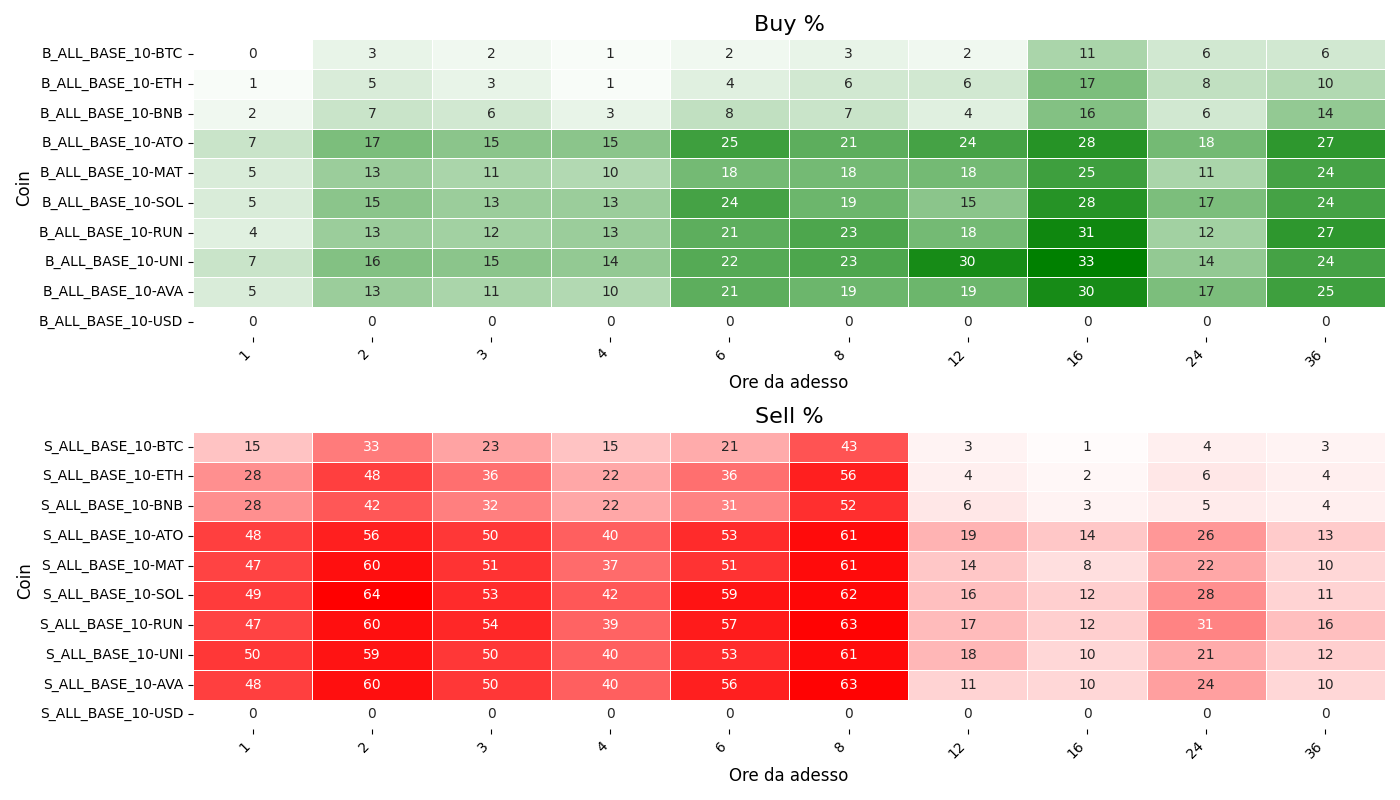 Buy %
Coin
B_ALL_BASE_10-BTC 0 3 2 1 2 3 2 11 6 6
B_ALL_BASE_10-ETH 1 5 3 1 4 6 6 17 8 10
B_ALL_BASE_10-BNB 2 7 6 3 8 7 4 16 6 14
B_ALL_BASE_10-ATO 7 17 15 15 25 21 24 28 18 27
B_ALL_BASE_10-MAT 5 13 11 10 18 18 18 25 11 24
B_ALL_BASE_10-SOL 5 15 13 13 24 19 15 28 17 24
B_ALL_BASE_10-RUN 4 13 12 13 21 23 18 31 12 27
B_ALL_BASE_10-UNI 7 16 15 14 22 23 30 33 14 24
B_ALL_BASE_10-AVA 5 13 11 10 21 19 19 30 17 25
B_ALL_BASE_10-USD 0 0 0 0 0 0 0 0 0 0
1 2 3 4 6 8 12 16 24 36
Ore da adesso
Sell %
Coin
S_ALL_BASE_10-BTC 15 33 23 15 21 43 3 1 4 3
S_ALL_BASE_10-ETH 28 48 36 22 36 56 4 2 6 4
S_ALL_BASE_10-BNB 28 42 32 22 31 52 6 3 5 4
S_ALL_BASE_10-ATO 48 56 50 40 53 61 19 14 26 13
S_ALL_BASE_10-MAT 47 60 51 37 51 61 14 8 22 10
S_ALL_BASE_10-SOL 49 64 53 42 59 62 16 12 28 11
S_ALL_BASE_10-RUN 47 60 54 39 57 63 17 12 31 16
S_ALL_BASE_10-UNI 50 59 50 40 53 61 18 10 21 12
S_ALL_BASE_10-AVA 48 60 50 40 56 63 11 10 24 10
S_ALL_BASE_10-USD 0 0 0 0 0 0 0 0 0 0
1 2 3 4 6 8 12 16 24 36
Ore da adesso